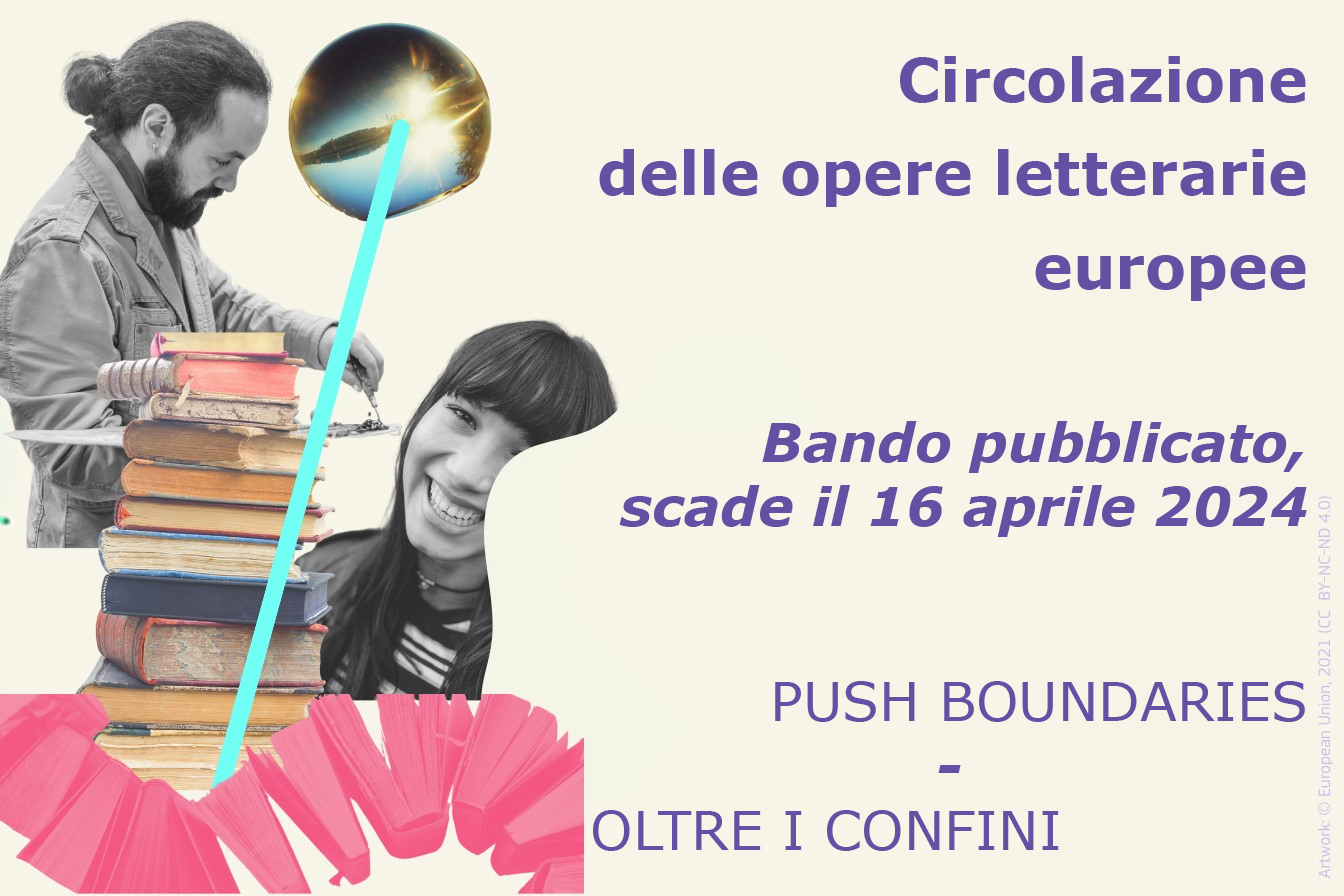 Circolazione
delle opere letterarie
europee
Bando pubblicato,
scade il 16 aprile 2024
PUSH BOUNDARIES
-
OLTRE I CONFINI
Artwork: © European Union, 2021 (CC BY-NC-ND 4.0)